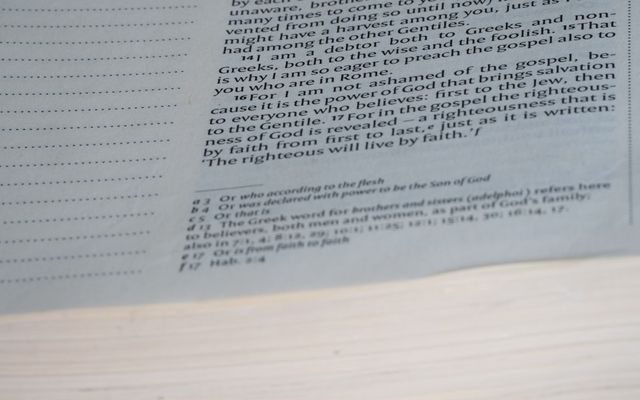 by each
unaware, brothe
many times to come to y
vented from doing so until now)
might have a harvest among you, just as I
had among the other Gentiles.
14 I am a debtor both to Greeks and non-
Greeks, both to the wise and the foolish. 15 That
is why I am so eager to preach the gospel also to
you who are in Rome.
16 For I am not ashamed of the gospel, be-
cause it is the power of God that brings salvation
to everyone who believes: first to the Jew, then
to the Gentile. 17 For in the gospel the righteous-
ness of God is revealed – a righteousness that is
by faith from first to last, e just as it is written:
'The righteous will live by faith.' f
a 3 Or who according to the flesh
b 4 Or was declared with power to be the Son of God
c 5 Or that is
d 13 The Greek word for brothers and sisters (adelphoi) refers here
to believers, both men and women, as part of God's family;
also in 7:1, 4; 8:12, 29; 10:1; 11:25; 12:1; 15:14, 30; 16:14, 17.
e 17 Or is from faith to faith
f 17 Hab. 2:4